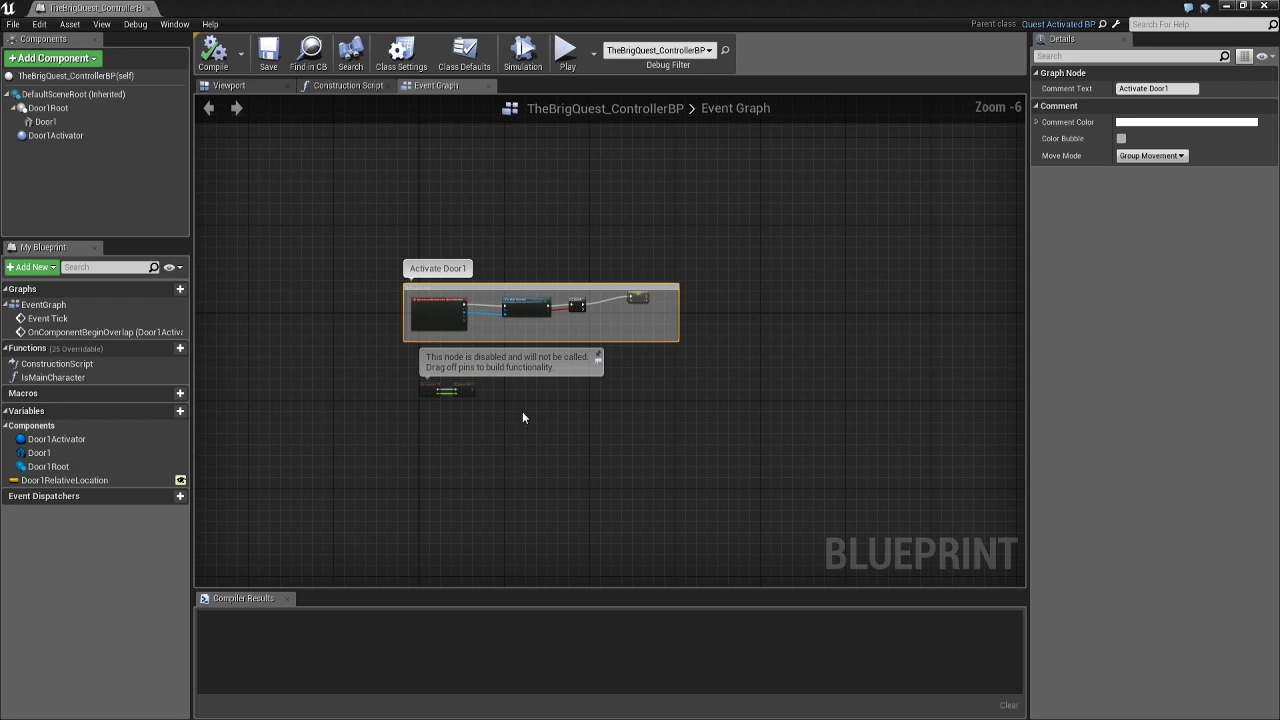 TheBrigQuest_ControllerBP
File Edit Asset View Debug Window Help
Parent class: Quest Activated BP
Search For Help
Components
+ Add Component
TheBrigQuest_ControllerBP(self)
DefaultSceneRoot (Inherited)
Door1Root
Door1
Door1Activator
Compile Save Find in CB Search Class Settings Class Defaults Simulation Play
TheBrigQuest_ControllerBP
Debug Filter
Viewport Construction Script Event Graph
TheBrigQuest_ControllerBP > Event Graph
Zoom -6
Activate Door1
This node is disabled and will not be called.
Drag off pins to build functionality.
BLUEPRINT
My Blueprint
+ Add New Search
Graphs
EventGraph
Event Tick
OnComponentBeginOverlap (Door1Activa
Functions (25 Overridable)
ConstructionScript
IsMainCharacter
Macros
Variables
Components
Door1Activator
Door1
Door1Root
Door1RelativeLocation
Event Dispatchers
Compiler Results
Clear
Details
Search
Graph Node
Comment Text Activate Door1
Comment
Comment Color
Color Bubble
Move Mode Group Movement